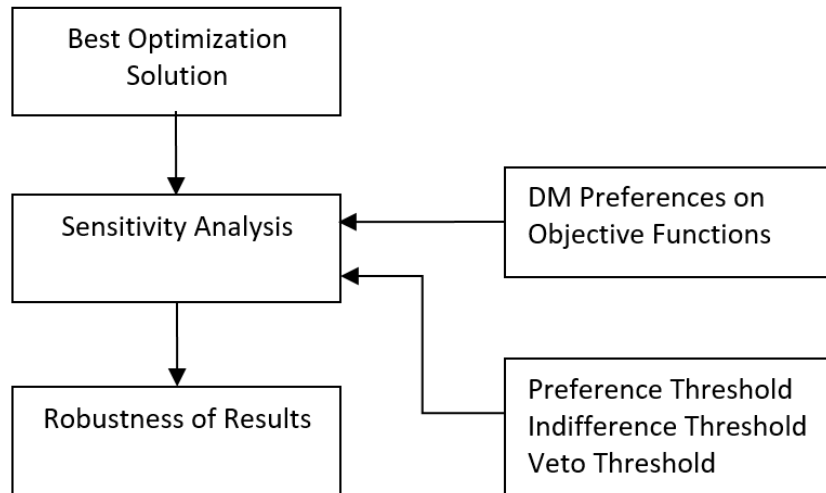 Best Optimization
Solution
Sensitivity Analysis
DM Preferences on
Objective Functions
Robustness of Results
Preference Threshold
Indifference Threshold
Veto Threshold